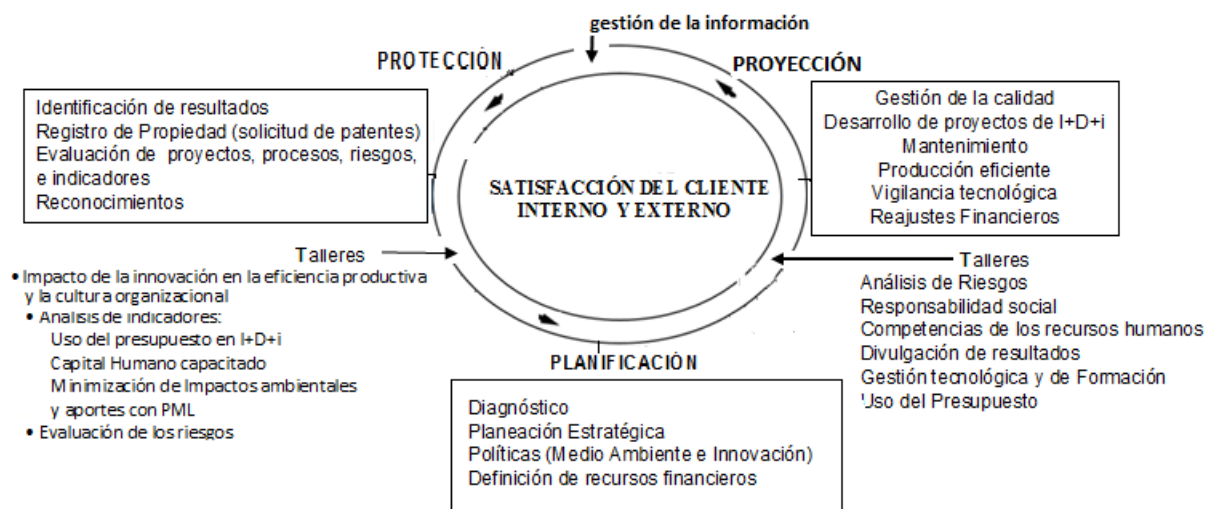 gestión de la información
PROTECCIÓN
PROYECCIÓN
Identificación de resultados
Registro de Propiedad (solicitud de patentes)
Evaluación de proyectos, procesos, riesgos,
e indicadores
Reconocimientos
Gestión de la calidad
Desarrollo de proyectos de I+D+i
Mantenimiento
Producción eficiente
Vigilancia tecnológica
Reajustes Financieros
SATISFACCIÓN DEL CLIENTE
INTERNO Y EXTERNO
Talleres
• Impacto de la innovación en la eficiencia productiva
y la cultura organizacional
• Análisis de indicadores:
Uso del presupuesto en I+D+i
Capital Humano capacitado
Minimización de Impactos ambientales
y aportes con PML
• Evaluación de los riesgos
Talleres
Análisis de Riesgos
Responsabilidad social
Competencias de los recursos humanos
Divulgación de resultados
Gestión tecnológica y de Formación
Uso del Presupuesto
PLANIFICACIÓN
Diagnóstico
Planeación Estratégica
Políticas (Medio Ambiente e Innovación)
Definición de recursos financieros